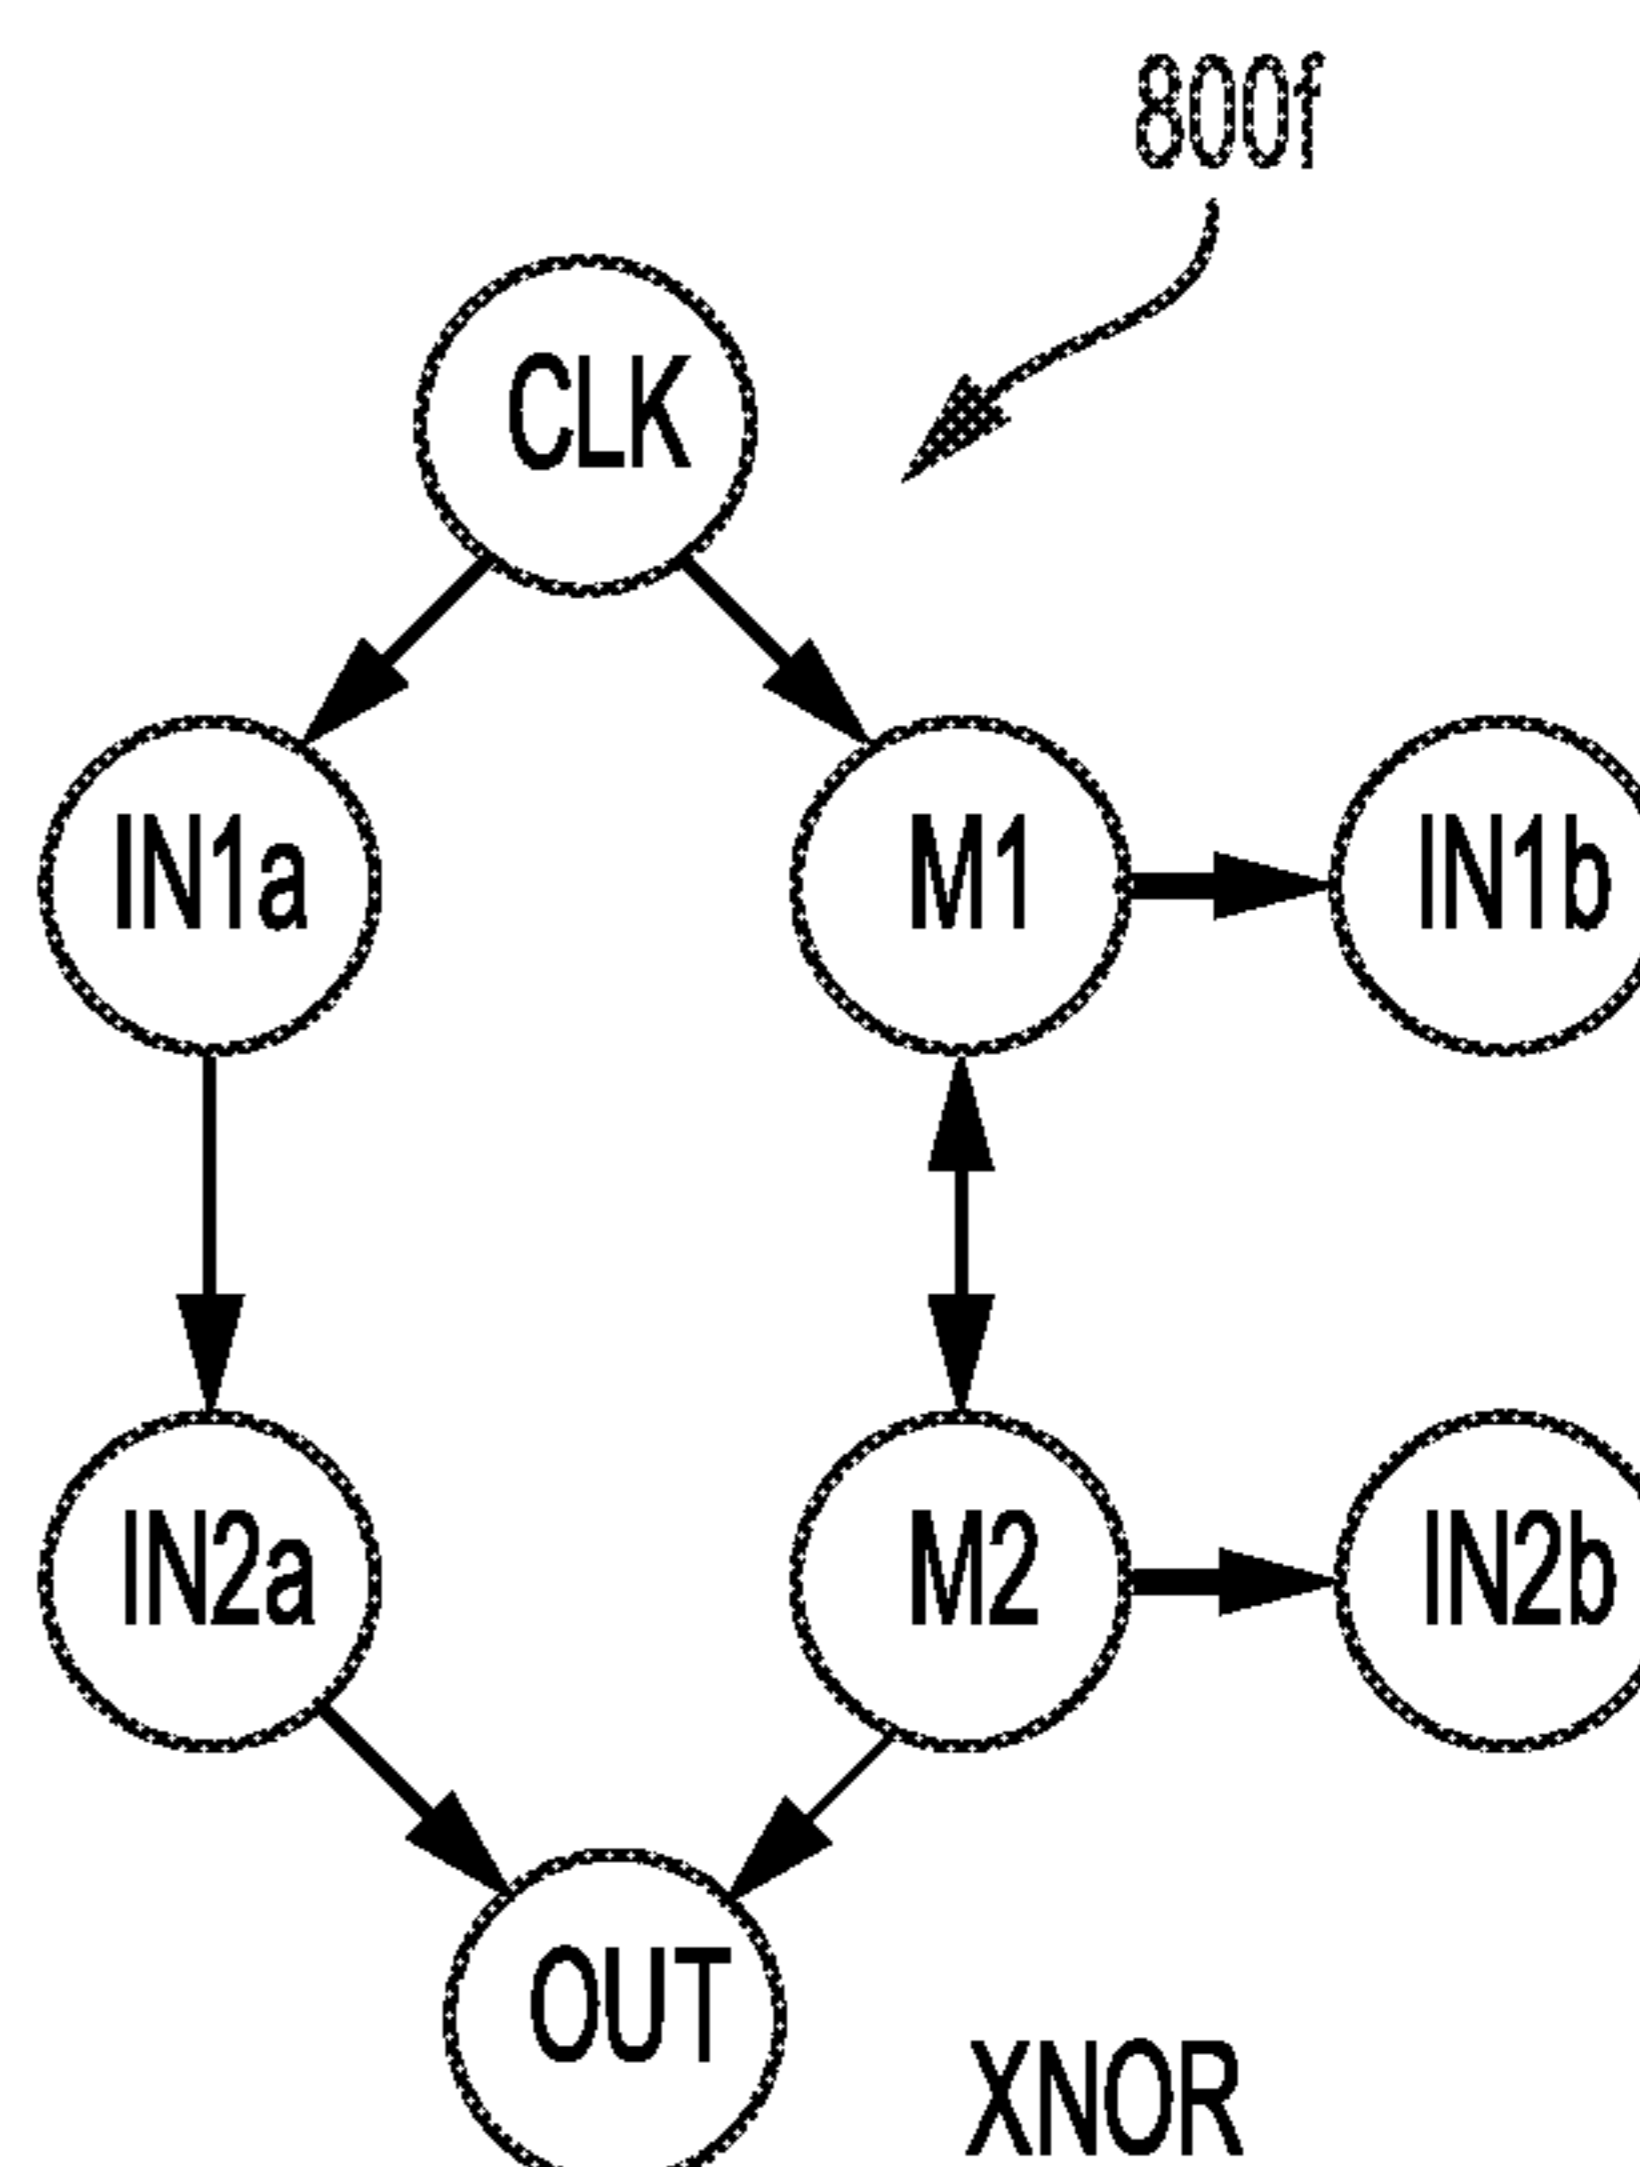 800f
CLK
IN1a
M1
IN1b
IN2a
M2
IN2b
OUT
XNOR